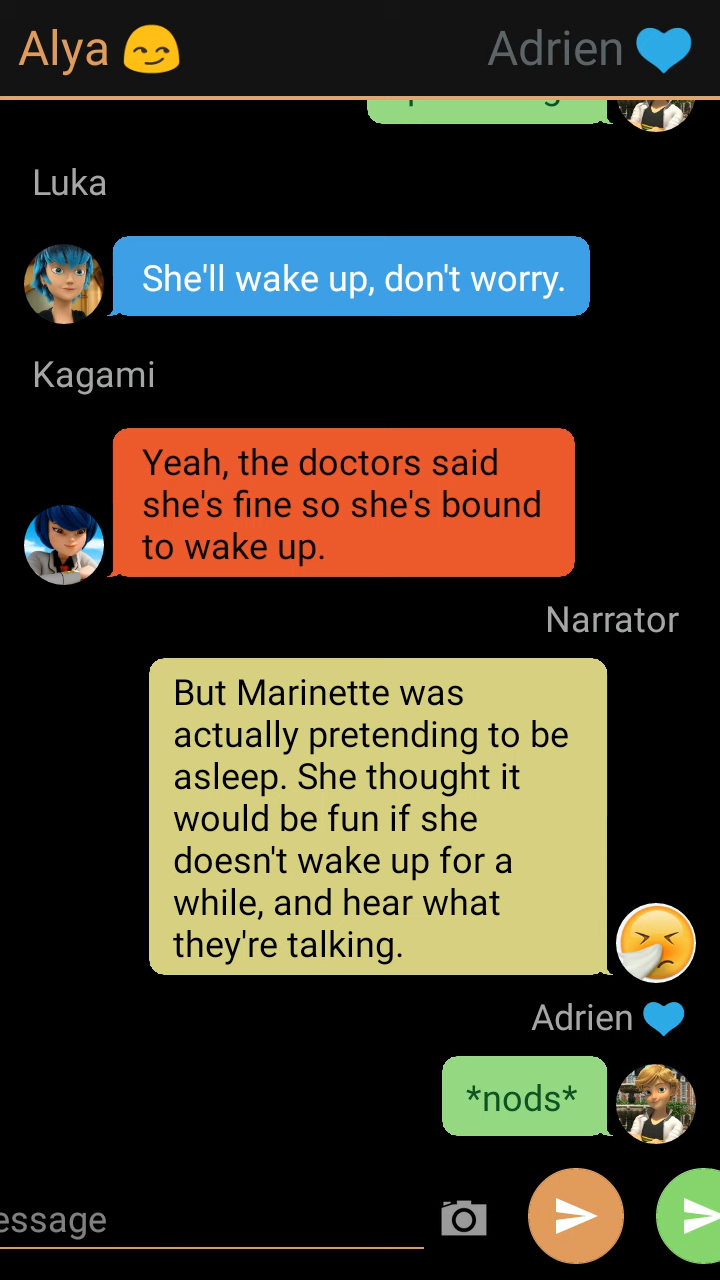 Alya 😏 Adrien 💙
Luka
She'll wake up, don't worry.
Kagami
Yeah, the doctors said
she's fine so she's bound
to wake up.
Narrator
But Marinette was
actually pretending to be
asleep. She thought it
would be fun if she
doesn't wake up for a
while, and hear what
they're talking.
Adrien 💙
*nods*
essage